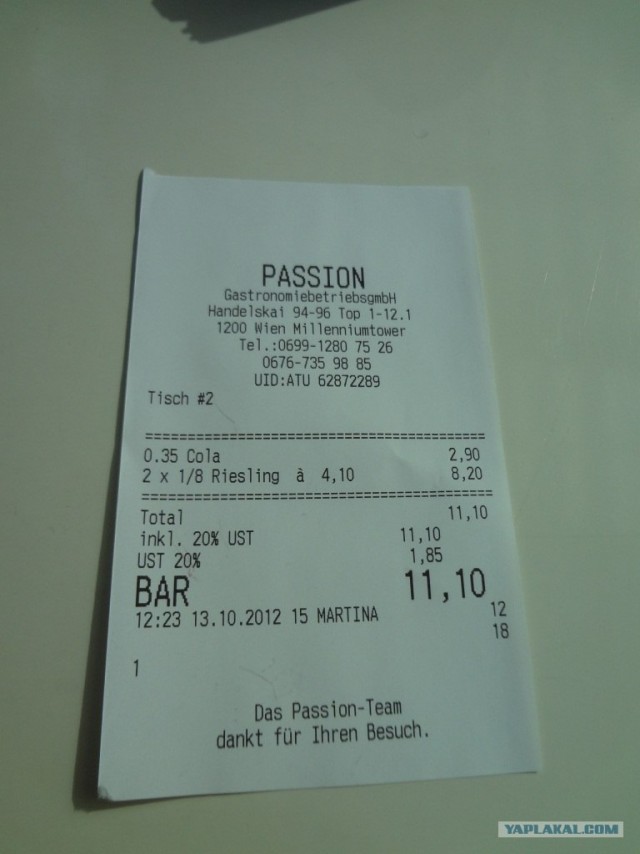 PASSION
GastronomiebetriebsgmbH
Handelskai 94-96 Top 1-12.1
1200 Wien Millenniumtower
Tel.:0699-1280 75 26
0676-735 98 85
UID:ATU 62872289
Tisch #2
========================================
0.35 Cola 2,90
2 x 1/8 Riesling à 4,10 8,20
========================================
Total 11,10
inkl. 20% UST 11,10
UST 20% 1,85
BAR 11,10
12:23 13.10.2012 15 MARTINA 12
18
1
Das Passion-Team
dankt für Ihren Besuch.
YAPLAKAL.COM